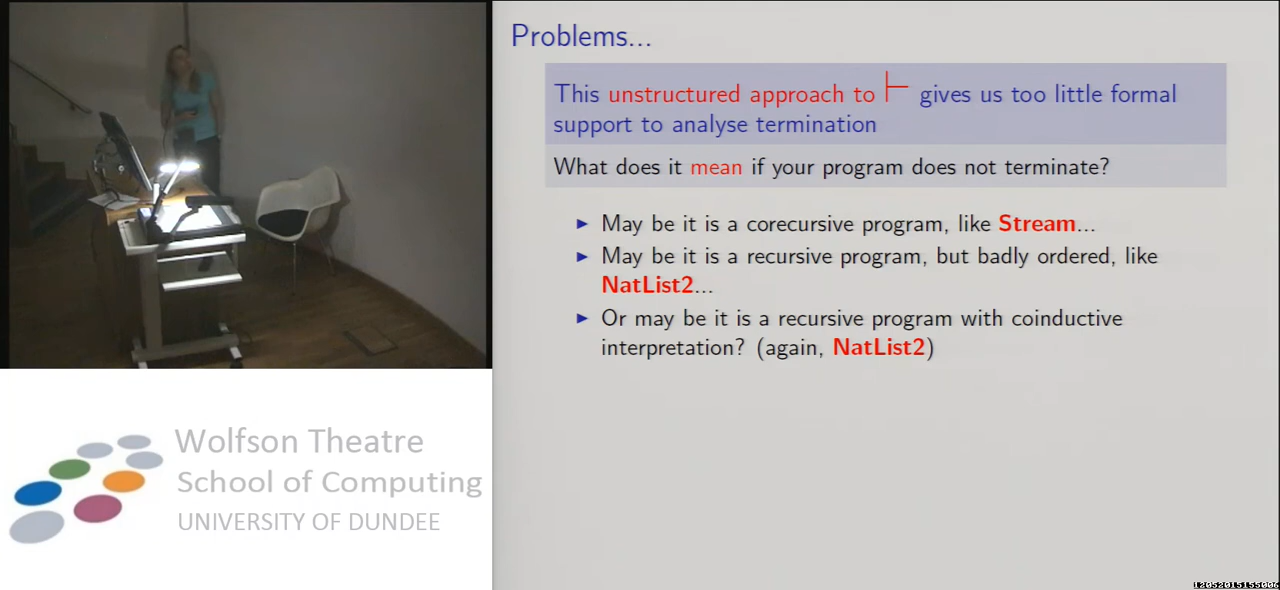 Problems...
This unstructured approach to ⊢ gives us too little formal
support to analyse termination
What does it mean if your program does not terminate?
► May be it is a corecursive program, like Stream...
► May be it is a recursive program, but badly ordered, like
NatList2...
► Or may be it is a recursive program with coinductive
interpretation? (again, NatList2)
Wolfson Theatre
School of Computing
UNIVERSITY OF DUNDEE